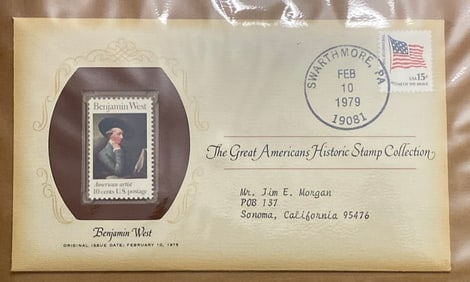 Benjamin West
American artist
10 cents U.S. postage
Benjamin West
ORIGINAL ISSUE DATE: FEBRUARY 10, 1975
SWARTHMORE, PA
FEB
10
1979
19081
USA 15c
The Great Americans Historic Stamp Collection
Mr. Jim E. Morgan
POB 137
Sonoma, California 95476